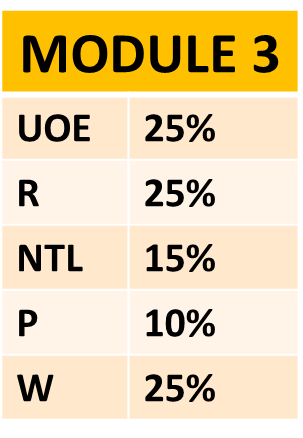 MODULE 3
UOE 25%
R 25%
NTL 15%
P 10%
W 25%